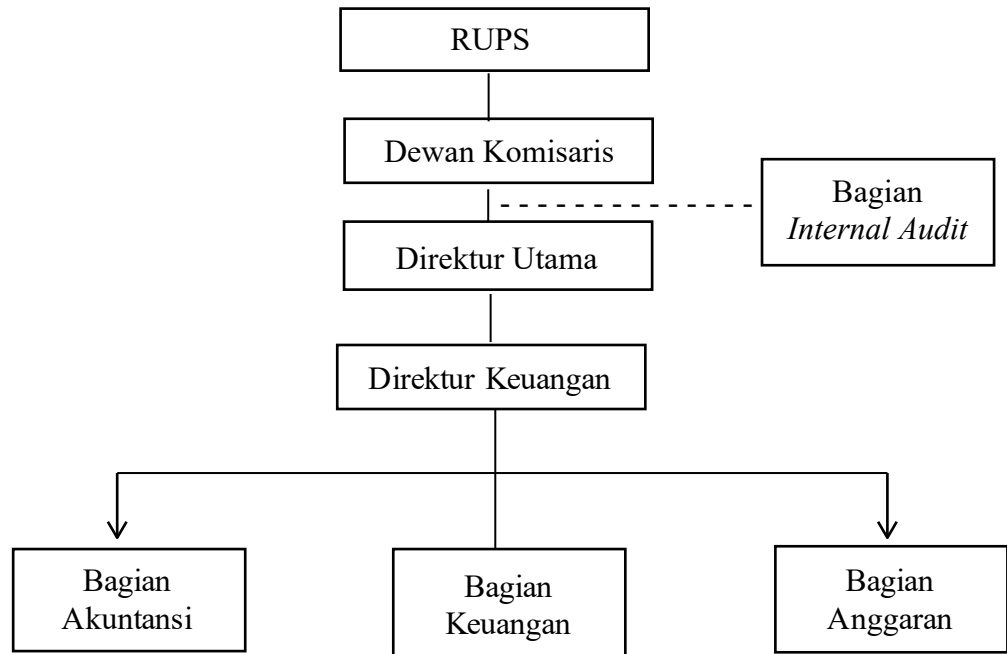 RUPS
Dewan Komisaris
Bagian
Internal Audit
Direktur Utama
Direktur Keuangan
Bagian
Akuntansi
Bagian
Keuangan
Bagian
Anggaran